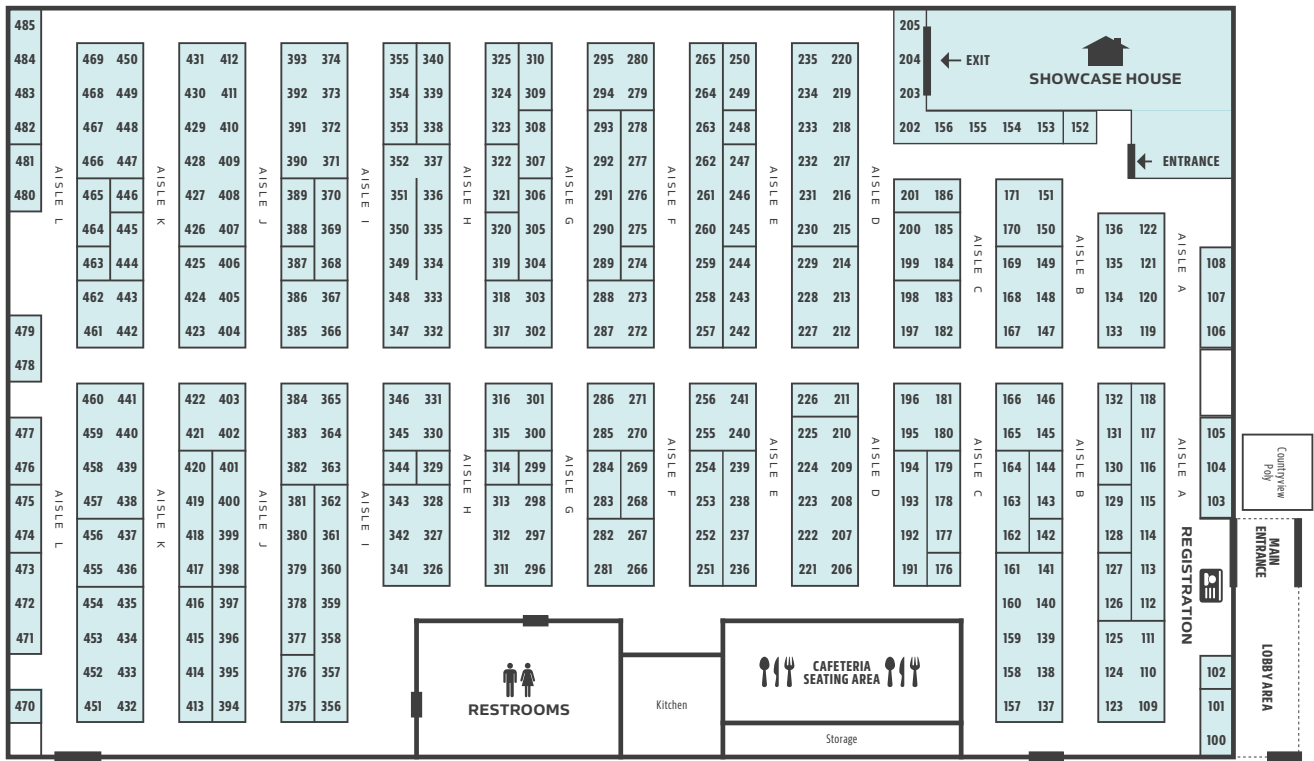 485 205
484 469 450 431 412 393 374 355 340 325 310 295 280 265 250 235 220 204 EXIT SHOWCASE HOUSE
483 468 449 430 411 392 373 354 339 324 309 294 279 264 249 234 219 203
482 467 448 429 410 391 372 353 338 323 308 293 278 263 248 233 218 202 156 155 154 153 152
481 466 447 428 409 390 371 352 337 322 307 292 277 262 247 232 217 ENTRANCE
480 465 446 427 408 389 370 351 336 321 306 291 276 261 246 231 216 201 186 171 151
464 445 426 407 388 369 350 335 320 305 290 275 260 245 230 215 200 185 170 150 136 122
463 444 425 406 387 368 349 334 319 304 289 274 259 244 229 214 199 184 169 149 135 121 108
462 443 424 405 386 367 348 333 318 303 288 273 258 243 228 213 198 183 168 148 134 120 107
479 461 442 423 404 385 366 347 332 317 302 287 272 257 242 227 212 197 182 167 147 133 119 106
AISLE L AISLE K AISLE J AISLE I AISLE H AISLE G AISLE F AISLE E AISLE D AISLE C AISLE B AISLE A
478
460 441 422 403 384 365 346 331 316 301 286 271 256 241 226 211 196 181 166 146 132 118
477 459 440 421 402 383 364 345 330 315 300 285 270 255 240 225 210 195 180 165 145 131 117 105
476 458 439 420 401 382 363 344 329 314 299 284 269 254 239 224 209 194 179 164 144 130 116 104
475 457 438 419 400 381 362 343 328 313 298 283 268 253 238 223 208 193 178 163 143 129 115 103
474 456 437 418 399 380 361 342 327 312 297 282 267 252 237 222 207 192 177 162 142 128 114
473 455 436 417 398 379 360 341 326 311 296 281 266 251 236 221 206 191 176 161 141 127 113
AISLE L AISLE K AISLE J AISLE I AISLE H AISLE G AISLE F AISLE E AISLE D AISLE C AISLE B AISLE A
Countryview
Poly
MAIN
ENTRANCE
REGISTRATION
472 454 435 416 397 378 359 160 140 126 112
471 453 434 415 396 377 358 159 139 125 111
452 433 414 395 376 357 158 138 124 110 102
470 451 432 413 394 375 356 157 137 123 109 101
100
LOBBY AREA
RESTROOMS
Kitchen
CAFETERIA
SEATING AREA
Storage